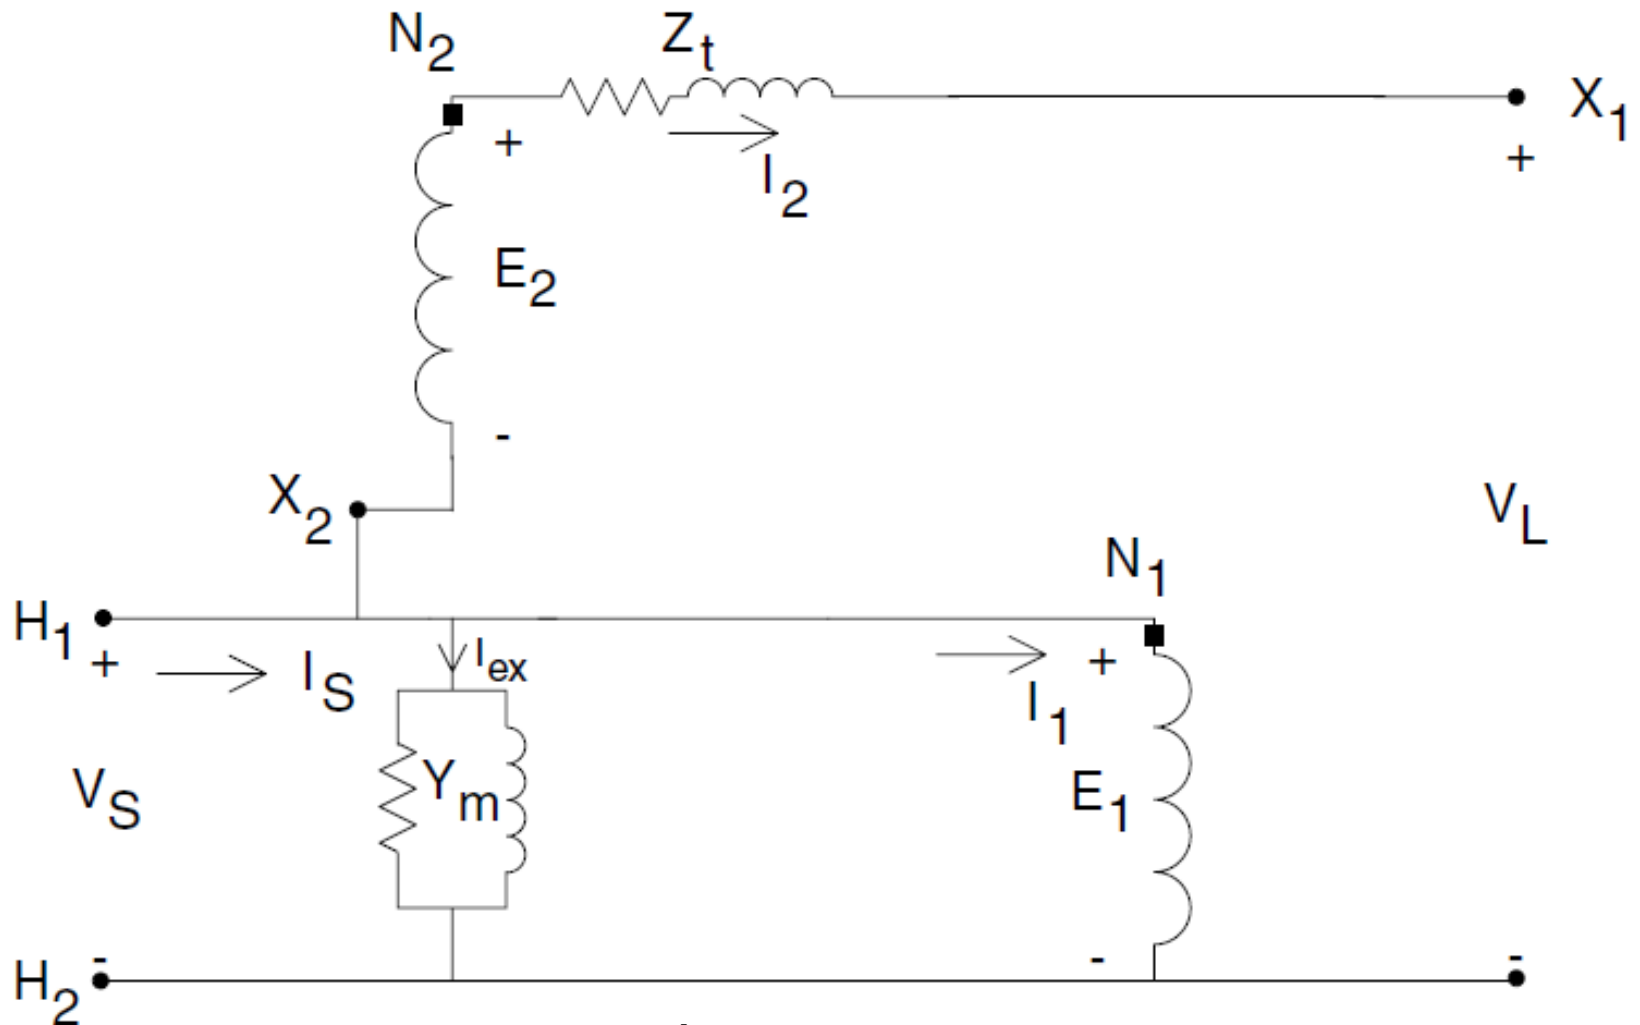 N2
Zt
X1
+
+
I2
E2
-
X2
VL
N1
H1
+
IS
Iex
+
I1
VS
Ym
E1
-
-
-
H2